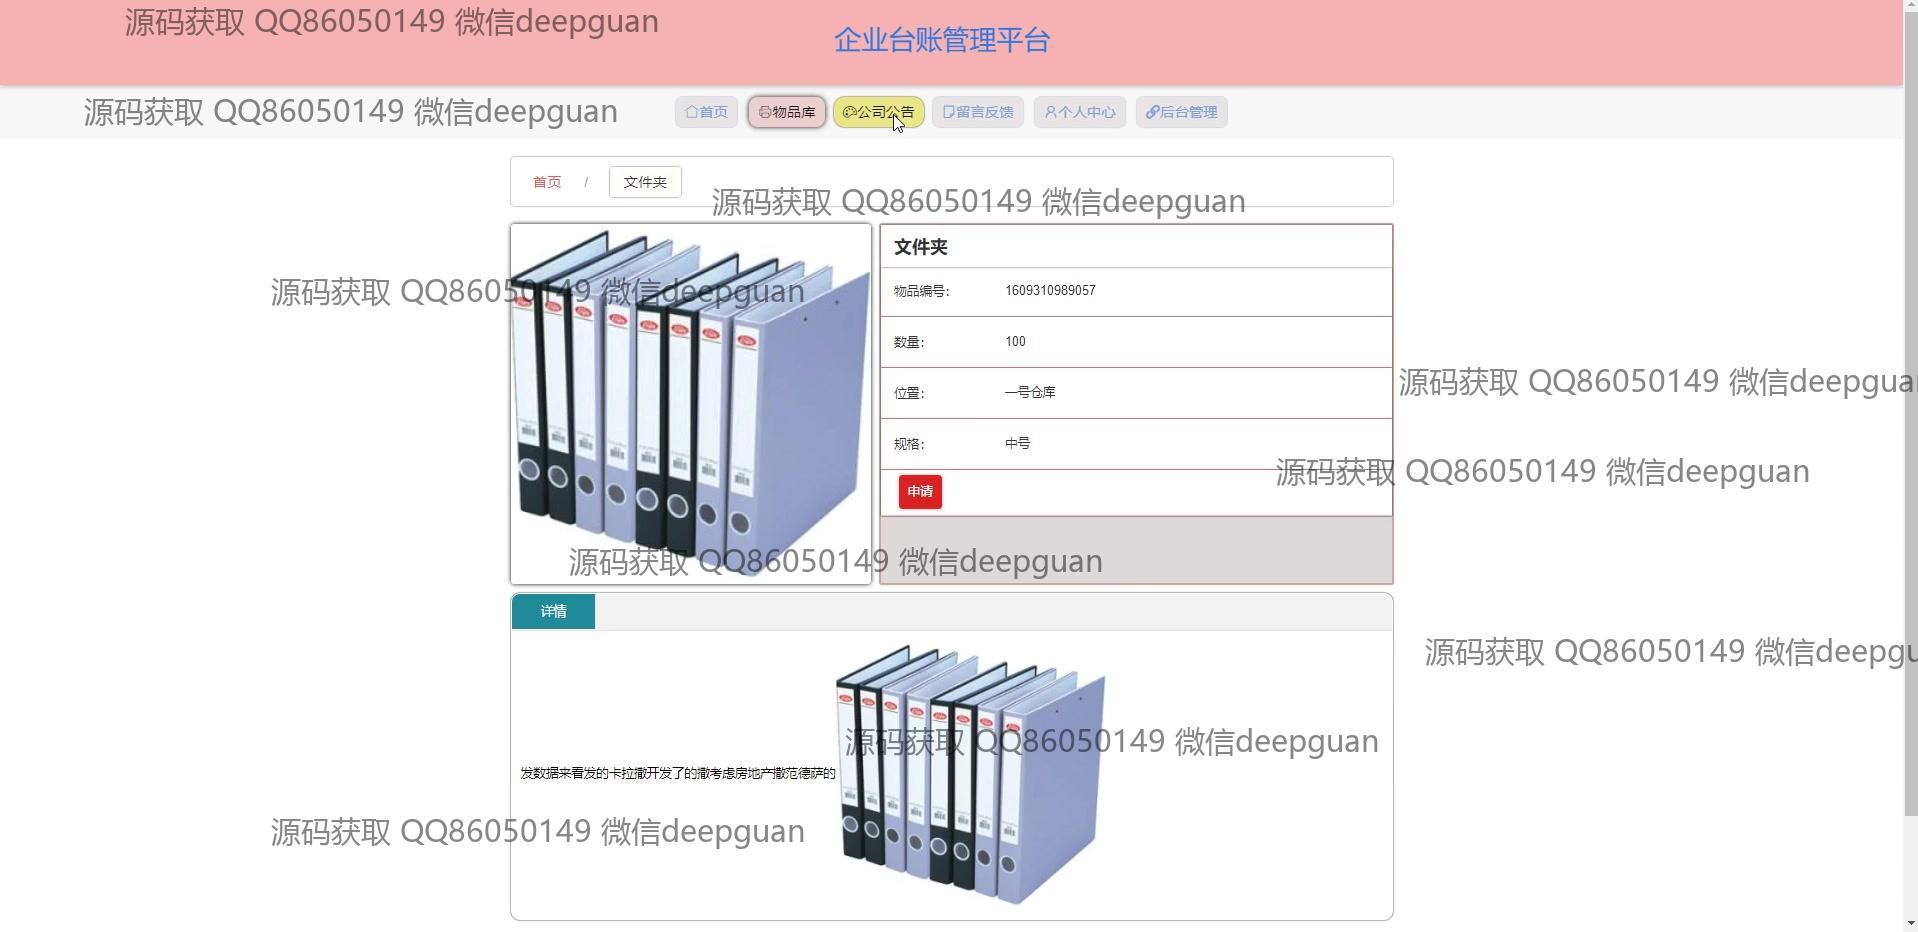 源码获取 QQ86050149 微信deepguan
企业台账管理平台
源码获取 QQ86050149 微信deepguan
首页 物品库 公司公告 留言反馈 个人中心 后台管理
首页 / 文件夹
源码获取 QQ86050149 微信deepguan
文件夹
源码获取 QQ86050149 微信deepguan
物品编号: 1609310989057
数量: 100
源码获取 QQ86050149 微信deepgua
位置: 一号仓库
规格: 中号
源码获取 QQ86050149 微信deepguan
申请
源码获取 QQ86050149 微信deepguan
详情
源码获取 QQ86050149 微信deepgu
源码获取 QQ86050149 微信deepguan
发数据来看发的卡拉撒开发了的撒考虑房地产撒范德萨的
源码获取 QQ86050149 微信deepguan